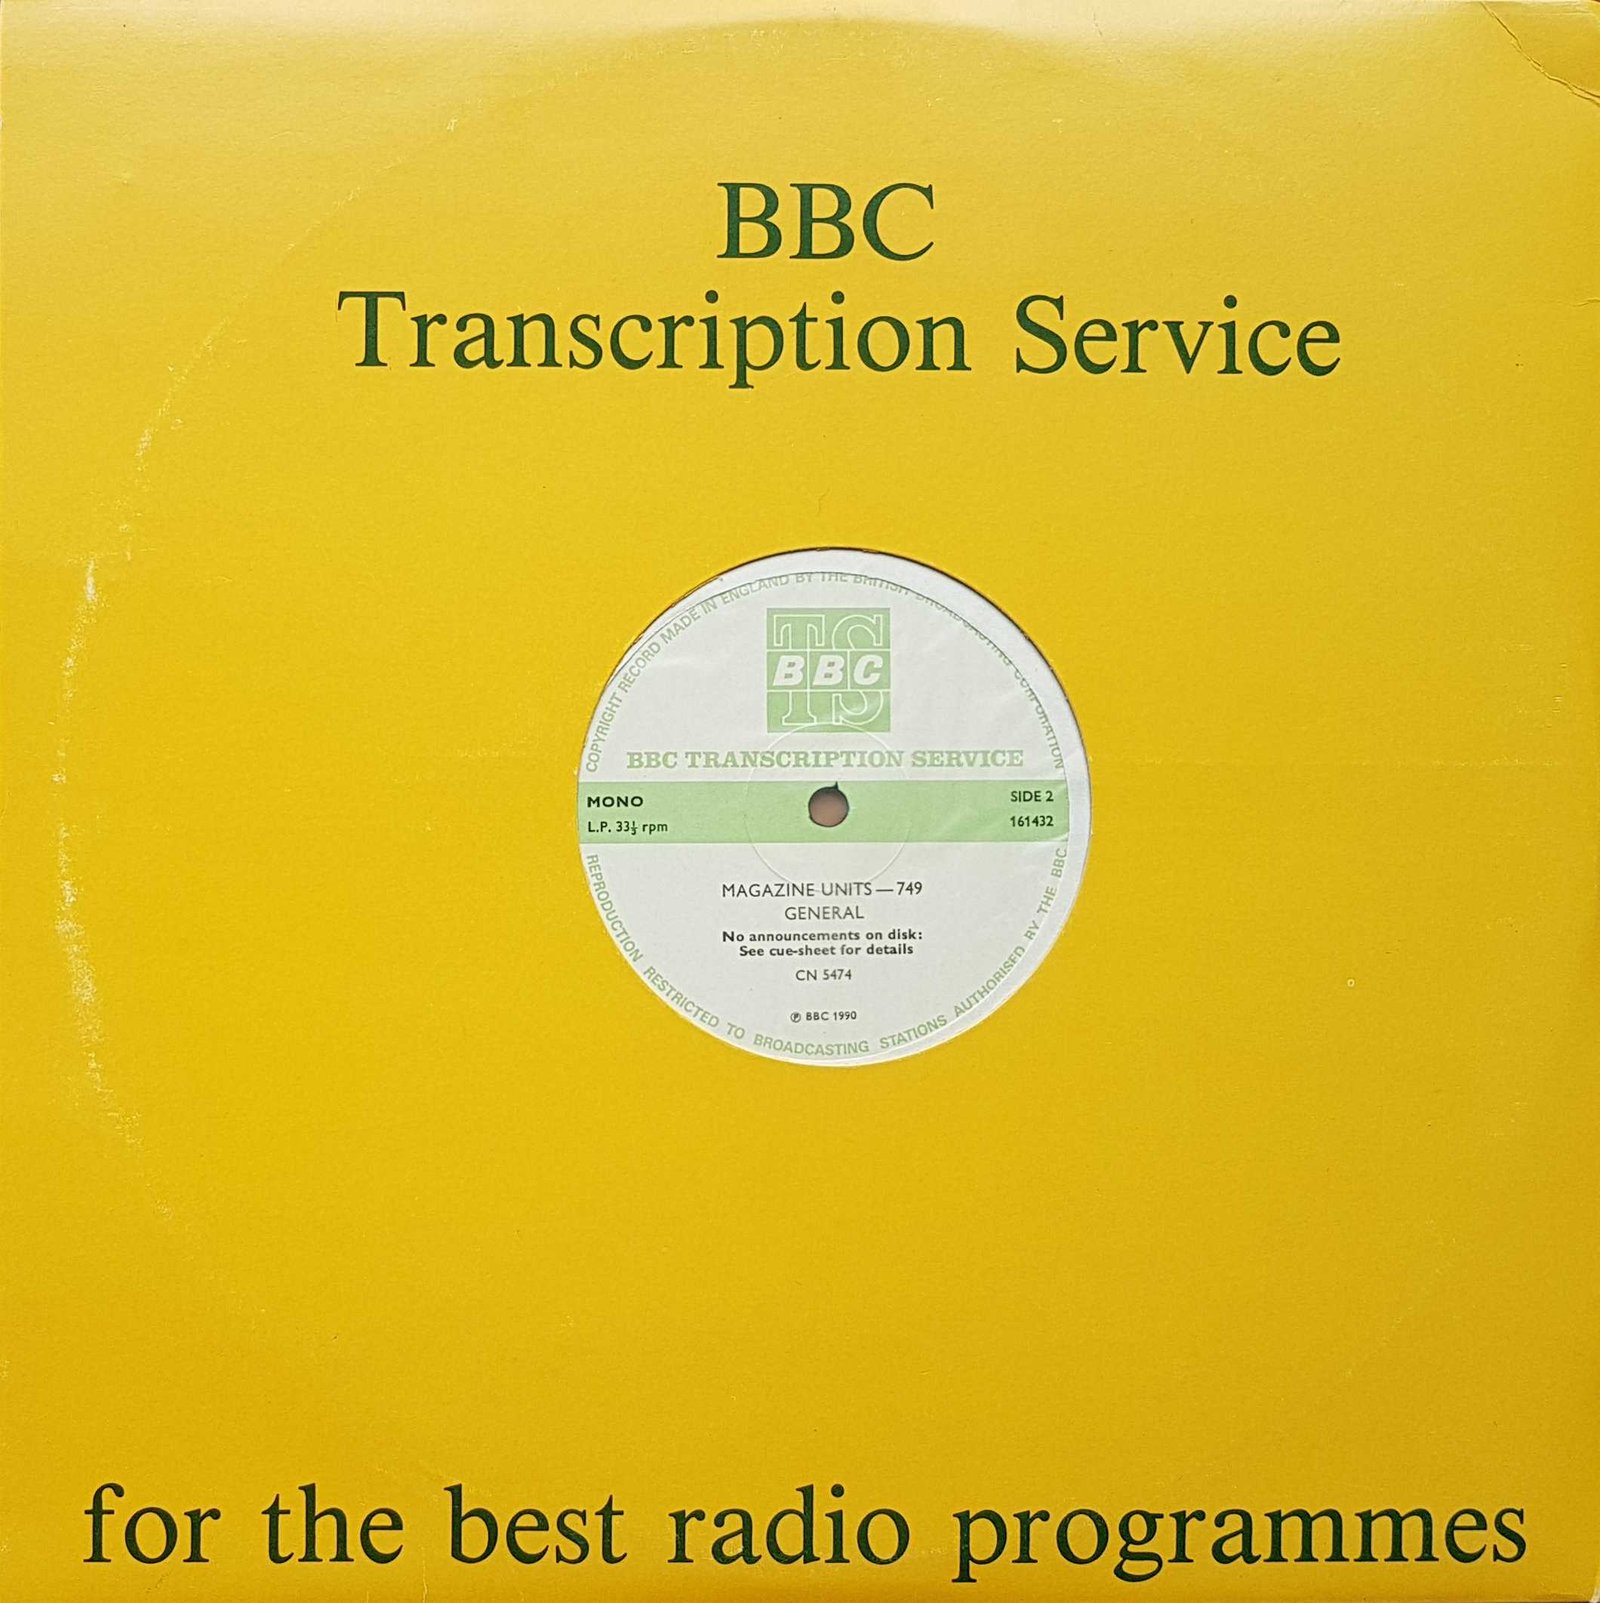 BBC
Transcription Service
COPYRIGHT RECORD MADE IN ENGLAND BY THE BRITISH BROADCASTING CORPORATION
TS
BBC
TS
BBC TRANSCRIPTION SERVICE
MONO
SIDE 2
L.P. 33⅓ rpm
161432
MAGAZINE UNITS — 749
GENERAL
No announcements on disk:
See cue-sheet for details
CN 5474
℗ BBC 1990
REPRODUCTION RESTRICTED TO BROADCASTING STATIONS AUTHORISED BY THE BBC.
for the best radio programmes